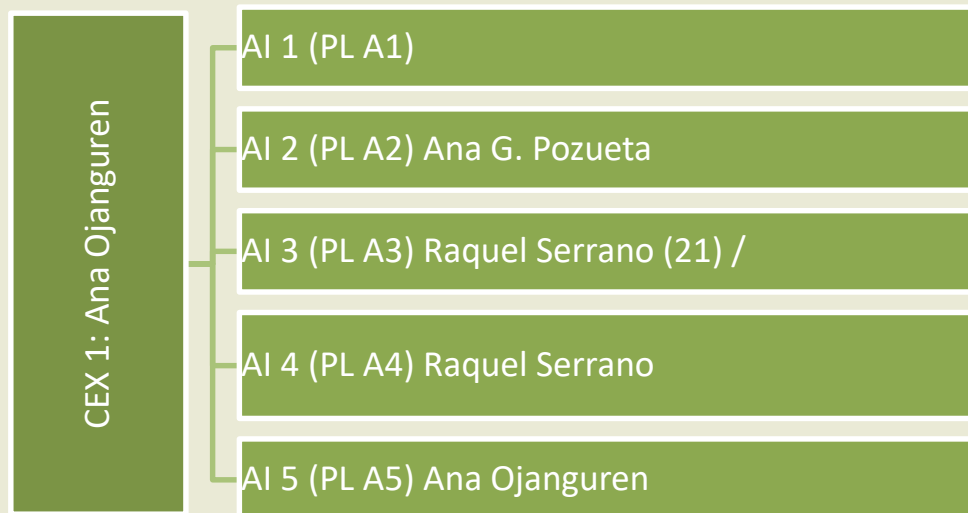 CEX 1: Ana Ojanguren
AI 1 (PL A1)
AI 2 (PL A2) Ana G. Pozueta
AI 3 (PL A3) Raquel Serrano (21) /
AI 4 (PL A4) Raquel Serrano
AI 5 (PL A5) Ana Ojanguren